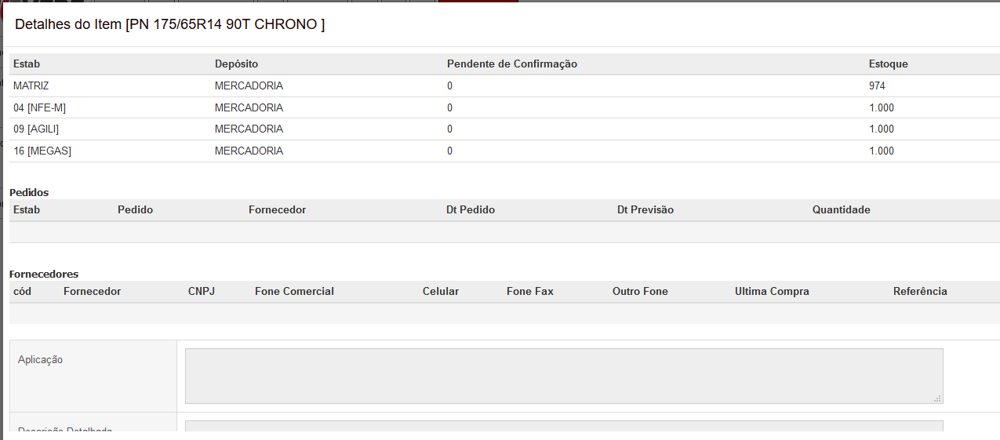 Detalhes do Item [PN 175/65R14 90T CHRONO ]
Estab Depósito Pendente de Confirmação Estoque
MATRIZ MERCADORIA 0 974
04 [NFE-M] MERCADORIA 0 1.000
09 [AGILI] MERCADORIA 0 1.000
16 [MEGAS] MERCADORIA 0 1.000
Pedidos
Estab Pedido Fornecedor Dt Pedido Dt Previsão Quantidade
Fornecedores
cód Fornecedor CNPJ Fone Comercial Celular Fone Fax Outro Fone Ultima Compra Referência
Aplicação
Descrição Detalhada